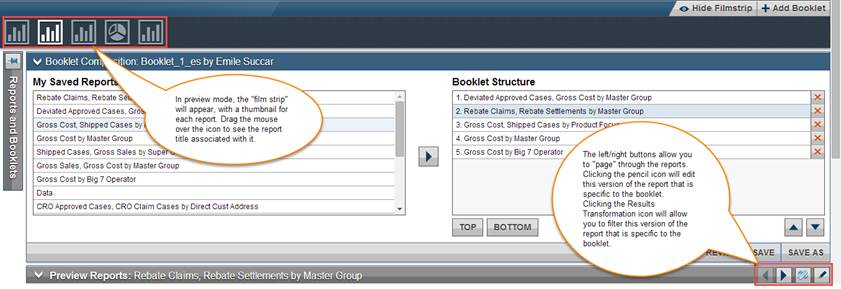 Hide Filmstrip
Add Booklet
Reports and Booklets
Booklet Composition: Booklet_1_es by Emile Succar
My Saved Reports
Rebate Claims, Rebate
Deviated Approved Cases, Gross
Gross Cost, Shipped Cases by
Gross Cost by Master Group
Shipped Cases, Gross Sales by
Gross Sales, Gross Cost by Master Group
Gross Cost by Big 7 Operator
Data
CRO Approved Cases, CRO Claim Cases by Direct Cust Address
In preview mode, the "film strip"
will appear, with a thumbnail for
each report. Drag the mouse
over the icon to see the report
title associated with it.
Booklet Structure
1. Deviated Approved Cases, Gross Cost by Master Group
2. Rebate Claims, Rebate Settlements by Master Group
3. Gross Cost, Shipped Cases by Product Focus
4. Gross Cost by Master Group
5. Gross Cost by Big 7 Operator
The left/right buttons allow you
to "page" through the reports.
Clicking the pencil icon will edit
this version of the report that is
specific to the booklet.
Clicking the Results
Transformation icon will allow
you to filter this version of the
report that is specific to the
booklet.
TOP
BOTTOM
SAVE
SAVE AS
Preview Reports: Rebate Claims, Rebate Settlements by Master Group